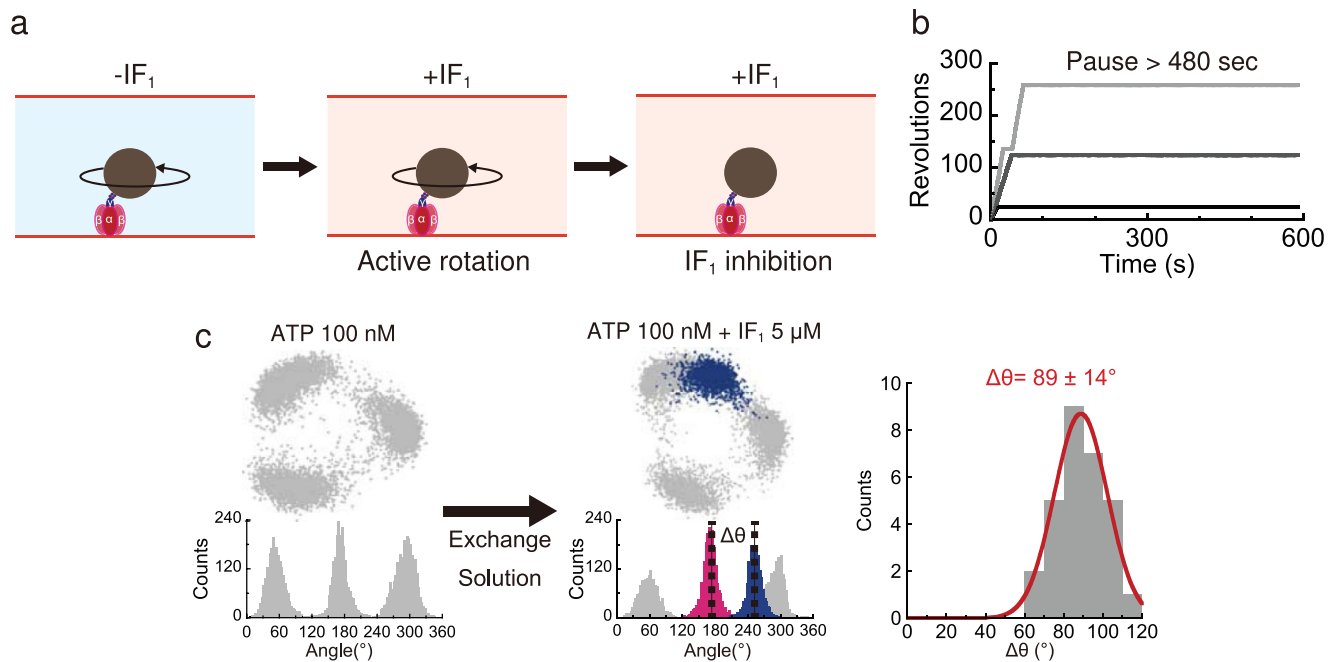 a
-IF₁
+IF₁
+IF₁
γ
β α β
γ
β α β
γ
β α β
Active rotation
IF₁ inhibition
b
Pause > 480 sec
Revolutions
300
200
100
0
0
300
600
Time (s)
c
ATP 100 nM
Counts
240
120
0
0 60 120 180 240 300 360
Angle(°)
Exchange
Solution
ATP 100 nM + IF₁ 5 µM
Δθ
Counts
240
120
0
0 60 120 180 240 300 360
Angle(°)
Δθ= 89 ± 14°
Counts
10
8
6
4
2
0
0 20 40 60 80 100 120
Δθ (°)